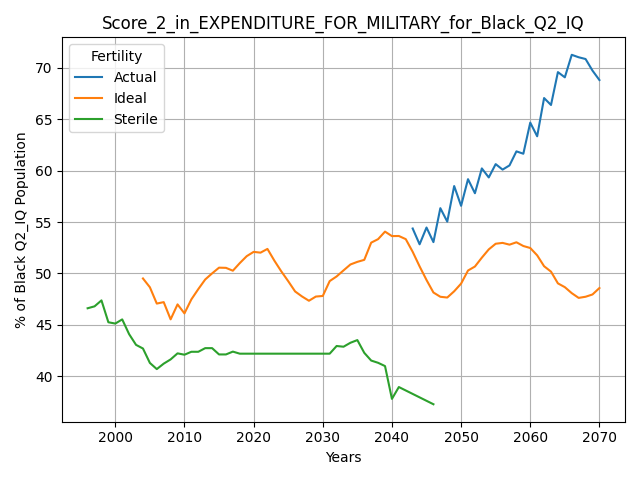 Score_2_in_EXPENDITURE_FOR_MILITARY_for_Black_Q2_IQ
Fertility
Actual
Ideal
Sterile
% of Black Q2_IQ Population
70
65
60
55
50
45
40
2000 2010 2020 2030 2040 2050 2060 2070
Years